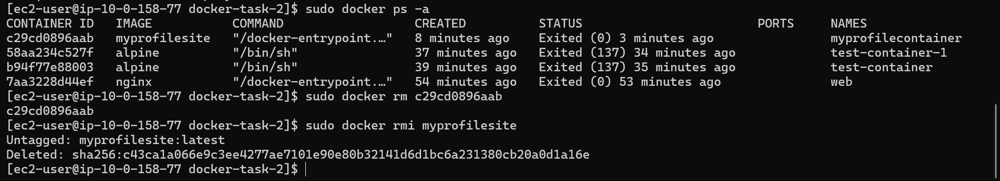 [ec2-user@ip-10-0-158-77 docker-task-2]$ sudo docker ps -a
CONTAINER ID   IMAGE           COMMAND                  CREATED          STATUS                        PORTS     NAMES
c29cd0896aab   myprofilesite   "/docker-entrypoint.…"   8 minutes ago    Exited (0) 3 minutes ago                myprofilecontainer
58aa234c527f   alpine          "/bin/sh"                37 minutes ago   Exited (137) 34 minutes ago             test-container-1
b94f77e88003   alpine          "/bin/sh"                39 minutes ago   Exited (137) 35 minutes ago             test-container
7aa3228d44ef   nginx           "/docker-entrypoint.…"   54 minutes ago   Exited (0) 53 minutes ago               web
[ec2-user@ip-10-0-158-77 docker-task-2]$ sudo docker rm c29cd0896aab
c29cd0896aab
[ec2-user@ip-10-0-158-77 docker-task-2]$ sudo docker rmi myprofilesite
Untagged: myprofilesite:latest
Deleted: sha256:c43ca1a066e9c3ee4277ae7101e90e80b32141d6d1bc6a231380cb20a0d1a16e
[ec2-user@ip-10-0-158-77 docker-task-2]$